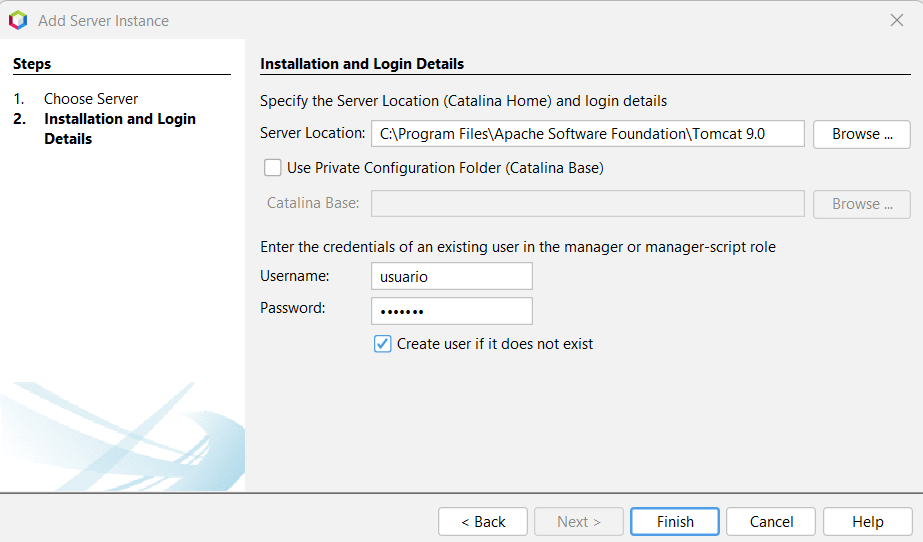 Add Server Instance
Steps
1. Choose Server
2. Installation and Login
Details
Installation and Login Details
Specify the Server Location (Catalina Home) and login details
Server Location: C:\Program Files\Apache Software Foundation\Tomcat 9.0 Browse ...
Use Private Configuration Folder (Catalina Base)
Catalina Base: Browse ...
Enter the credentials of an existing user in the manager or manager-script role
Username: usuario
Password: •••••••
Create user if it does not exist
< Back Next > Finish Cancel Help